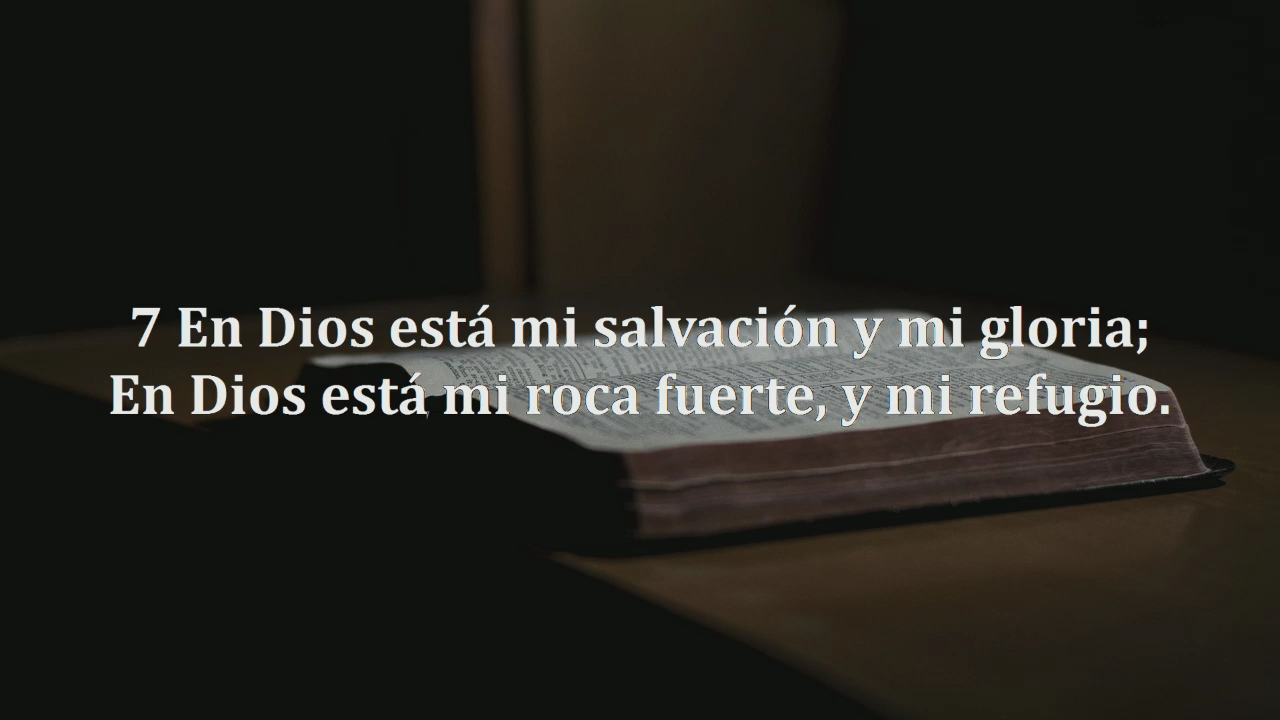 7 En Dios está mi salvación y mi gloria;
En Dios está mi roca fuerte, y mi refugio.